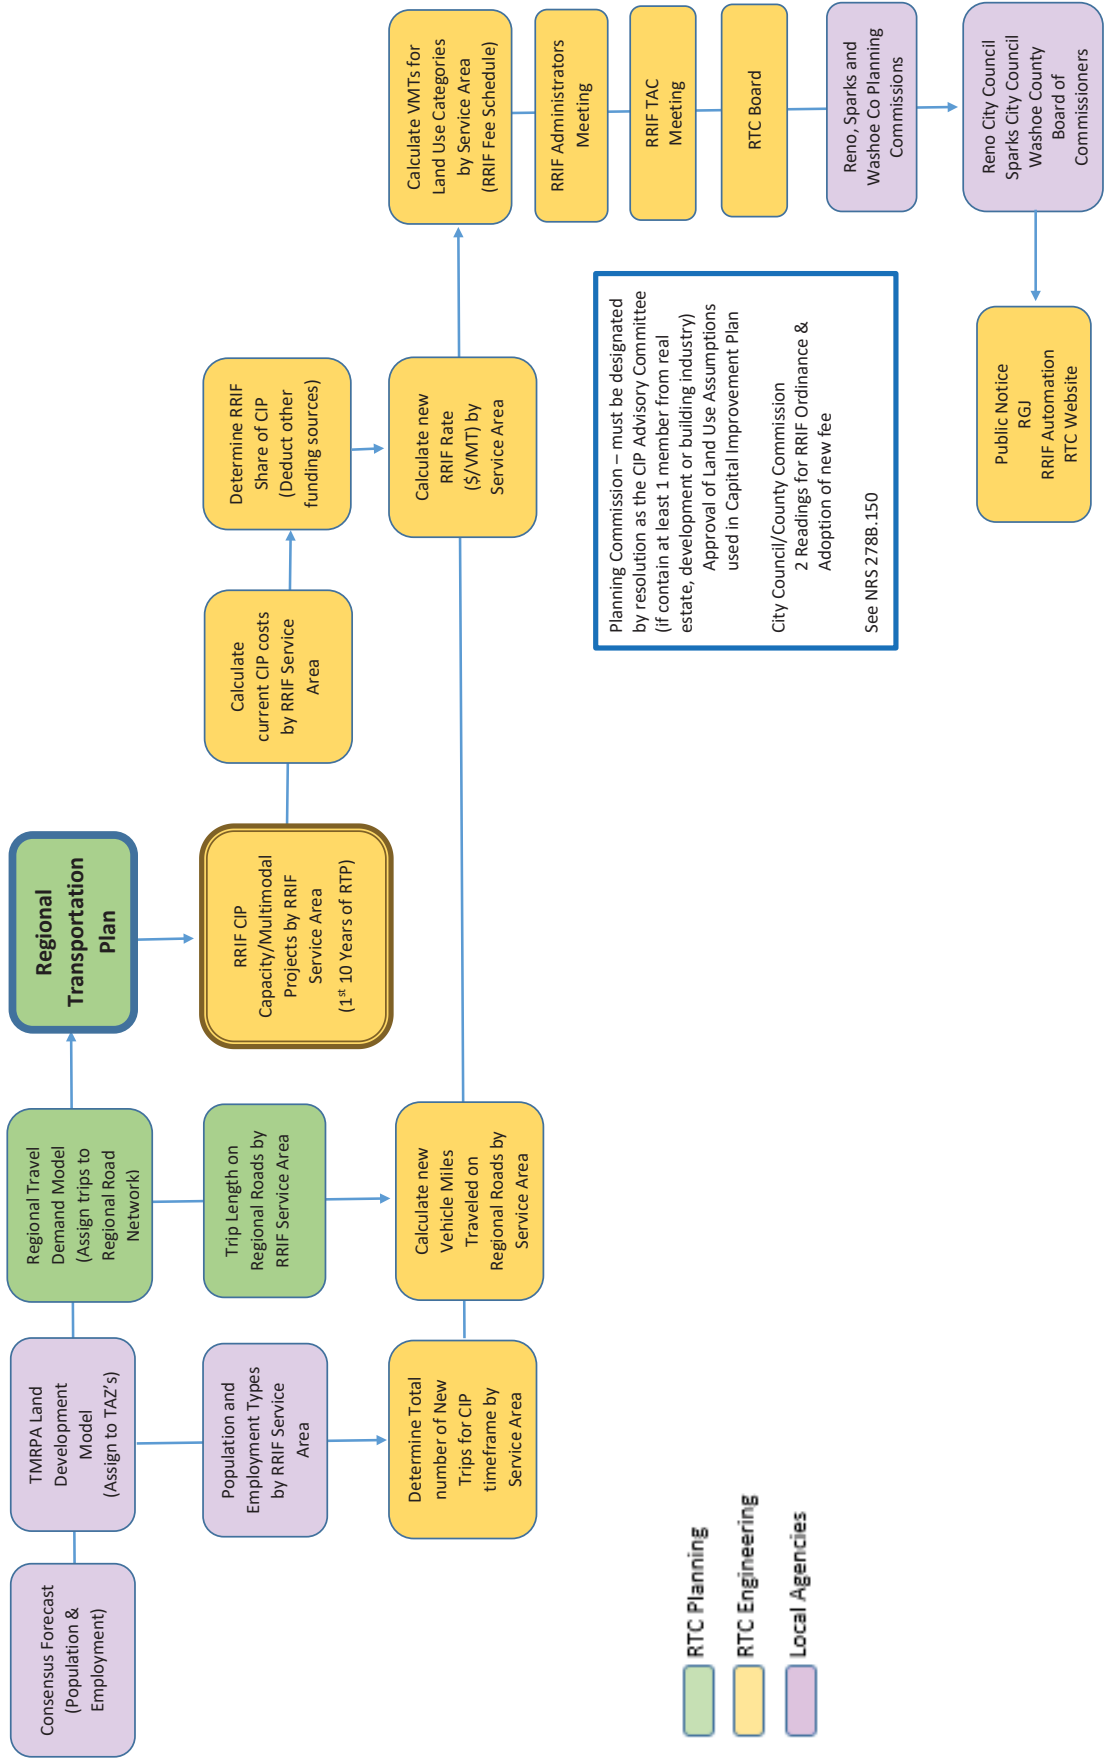 Consensus Forecast
(Population &
Employment)
TMRPA Land
Development
Model
(Assign to TAZ's)
Regional Travel
Demand Model
(Assign trips to
Regional Road
Network)
Regional
Transportation
Plan
Population and
Employment Types
by RRIF Service
Area
Trip Length on
Regional Roads by
RRIF Service Area
RRIF CIP
Capacity/Multimodal
Projects by RRIF
Service Area
(1st 10 Years of RTP)
Calculate
current CIP costs
by RRIF Service
Area
Determine RRIF
Share of CIP
(Deduct other
funding sources)
Determine Total
number of New
Trips for CIP
timeframe by
Service Area
Calculate new
Vehicle Miles
Traveled on
Regional Roads by
Service Area
Calculate new
RRIF Rate
($/VMT) by
Service Area
Calculate VMTs for
Land Use Categories
by Service Area
(RRIF Fee Schedule)
RRIF Administrators
Meeting
RRIF TAC
Meeting
RTC Board
Reno, Sparks and
Washoe Co Planning
Commissions
Reno City Council
Sparks City Council
Washoe County
Board of
Commissioners
Public Notice
RGJ
RRIF Automation
RTC Website
Planning Commission – must be designated
by resolution as the CIP Advisory Committee
(if contain at least 1 member from real
estate, development or building industry)
Approval of Land Use Assumptions
used in Capital Improvement Plan
City Council/County Commission
2 Readings for RRIF Ordinance &
Adoption of new fee
See NRS 278B.150
RTC Planning
RTC Engineering
Local Agencies